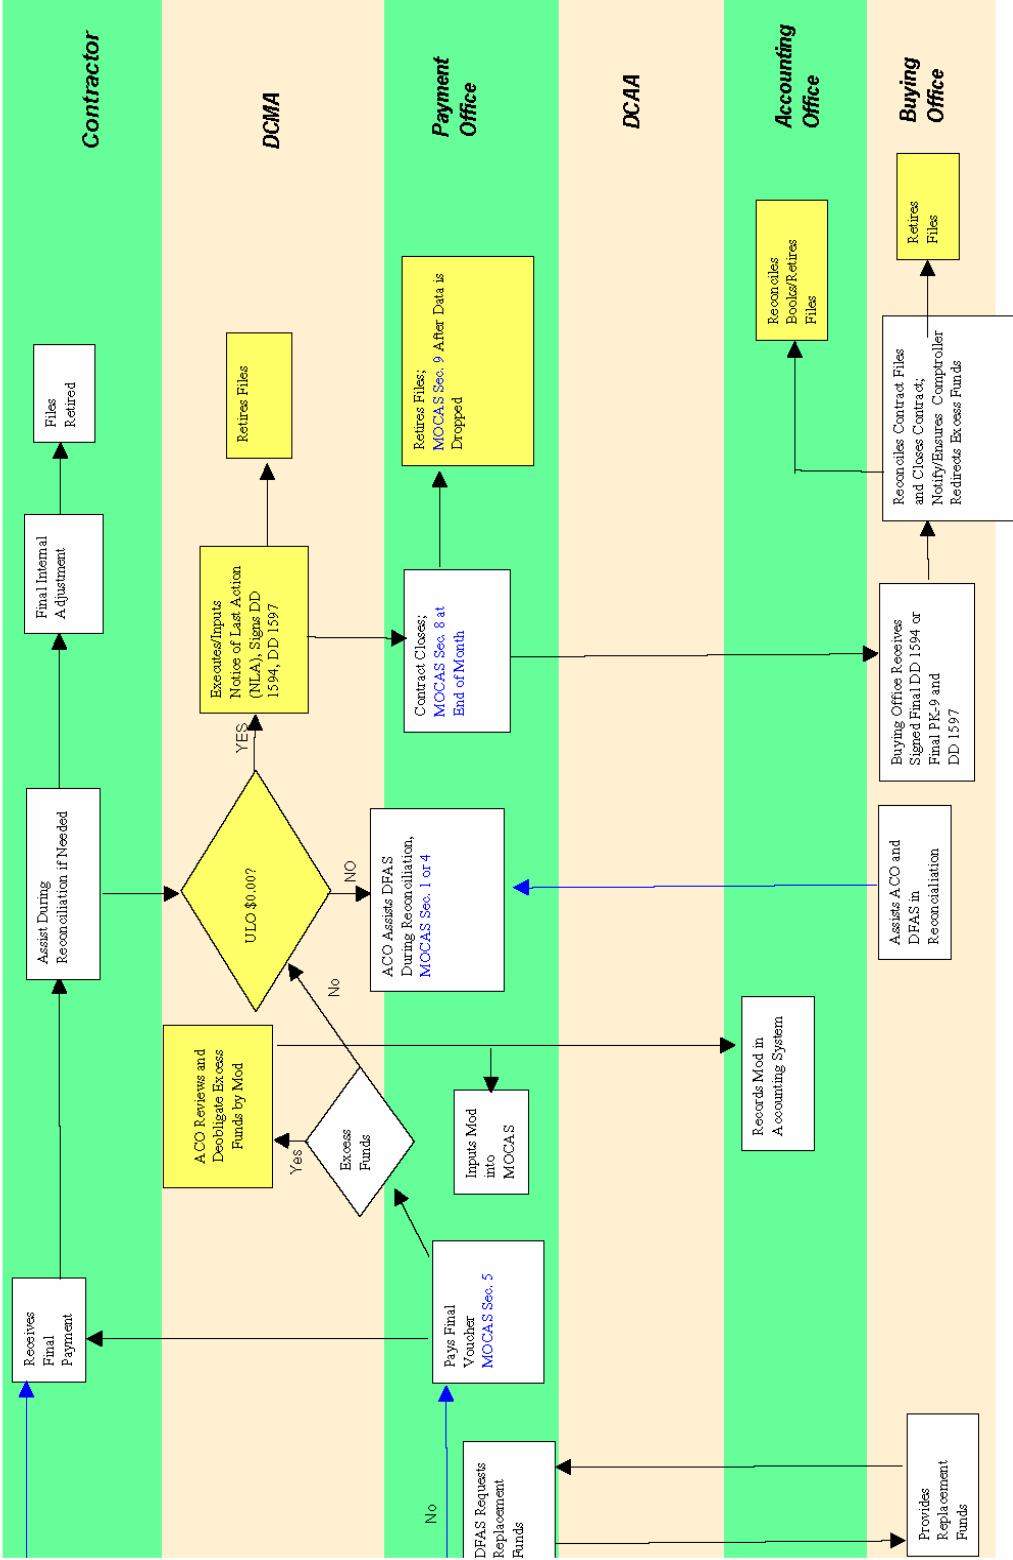 Contractor
Receives
Final
Payment
Assist During
Reconciliation if Needed
Final Internal
Adjustment
Files
Retired
DCMA
ACO Reviews and
Deobligate Excess
Funds by Mod
Yes
Excess
Funds
No
ULO $0.00?
YES
NO
Executes/Inputs
Notice of Last Action
(NLA), Signs DD
1594, DD 1597
Retires Files
Payment
Office
No
DFAS Requests
Replacement
Funds
Pays Final
Voucher
MOCAS Sec. 5
Inputs Mod
into
MOCAS
ACO Assists DFAS
During Reconciliation,
MOCAS Sec. 1 or 4
Contract Closes;
MOCAS Sec. 8 at
End of Month
Retires Files;
MOCAS Sec. 9 After Data is
Dropped
DCAA
Accounting
Office
Records Mod in
Accounting System
Reconciles
Books/Retires
Files
Buying
Office
Provides
Replacement
Funds
Assists ACO and
DFAS in
Reconcialiation
Buying Office Receives
Signed Final DD 1594 or
Final PK-9 and
DD 1597
Reconciles Contract Files
and Closes Contract;
Notify/Ensures Comptroller
Redirects Excess Funds
Retires
Files